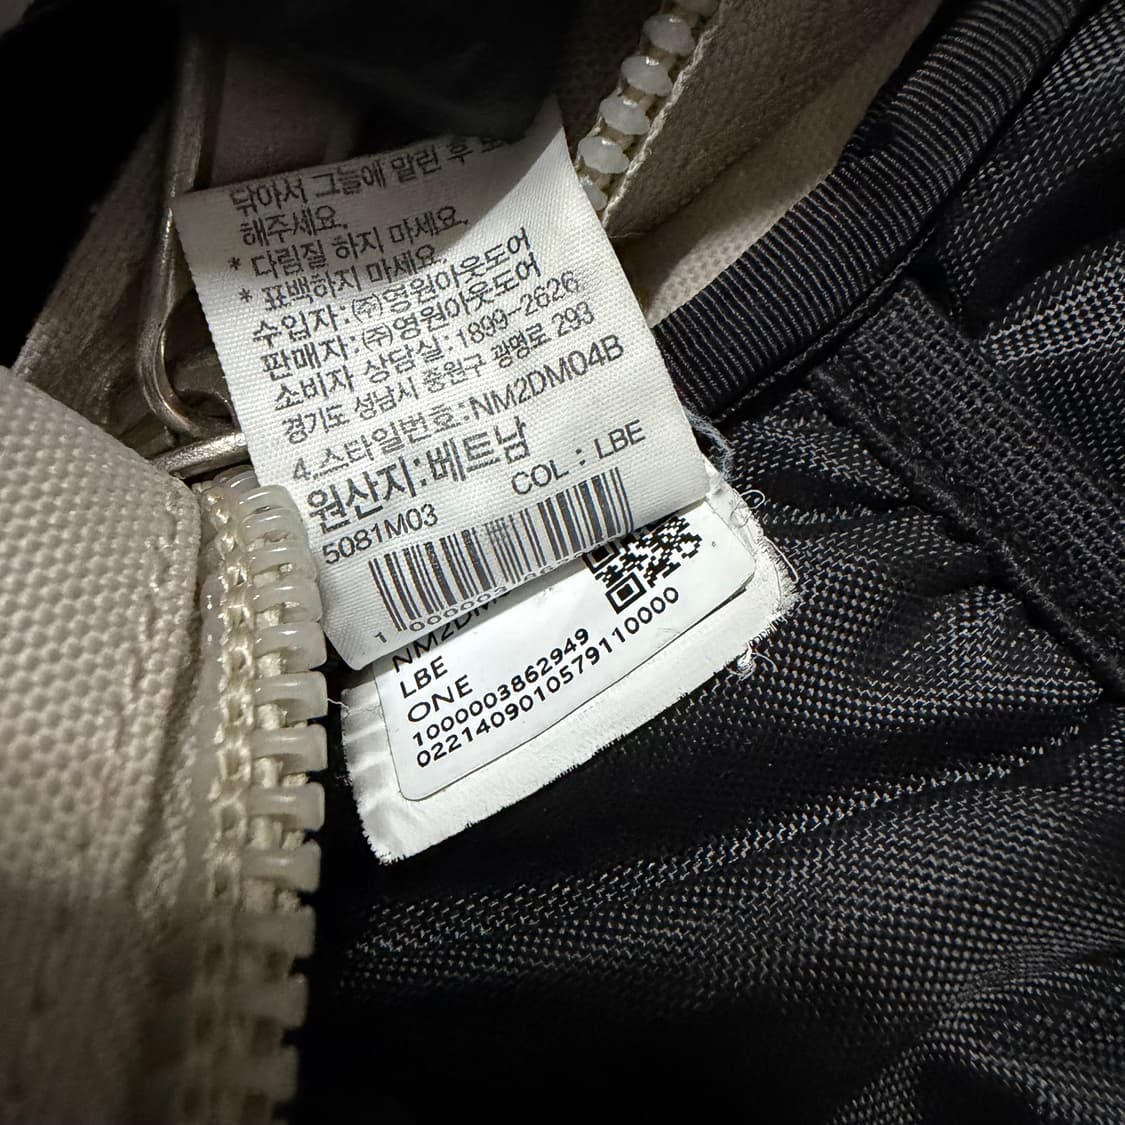 닦아서 그늘에 말린 후
해주세요.
* 다림질 하지 마세요.
* 표백하지 마세요.
수입자:㈜영원아웃도어
판매자:㈜영원아웃도어
소비자 상담실:1899-2626
경기도 성남시 중원구 광명로 293
4.스타일번호:NM2DM04B
원산지:베트남
5081M03 COL : LBE
LBE
ONE
1000003862949
0221409010579110000